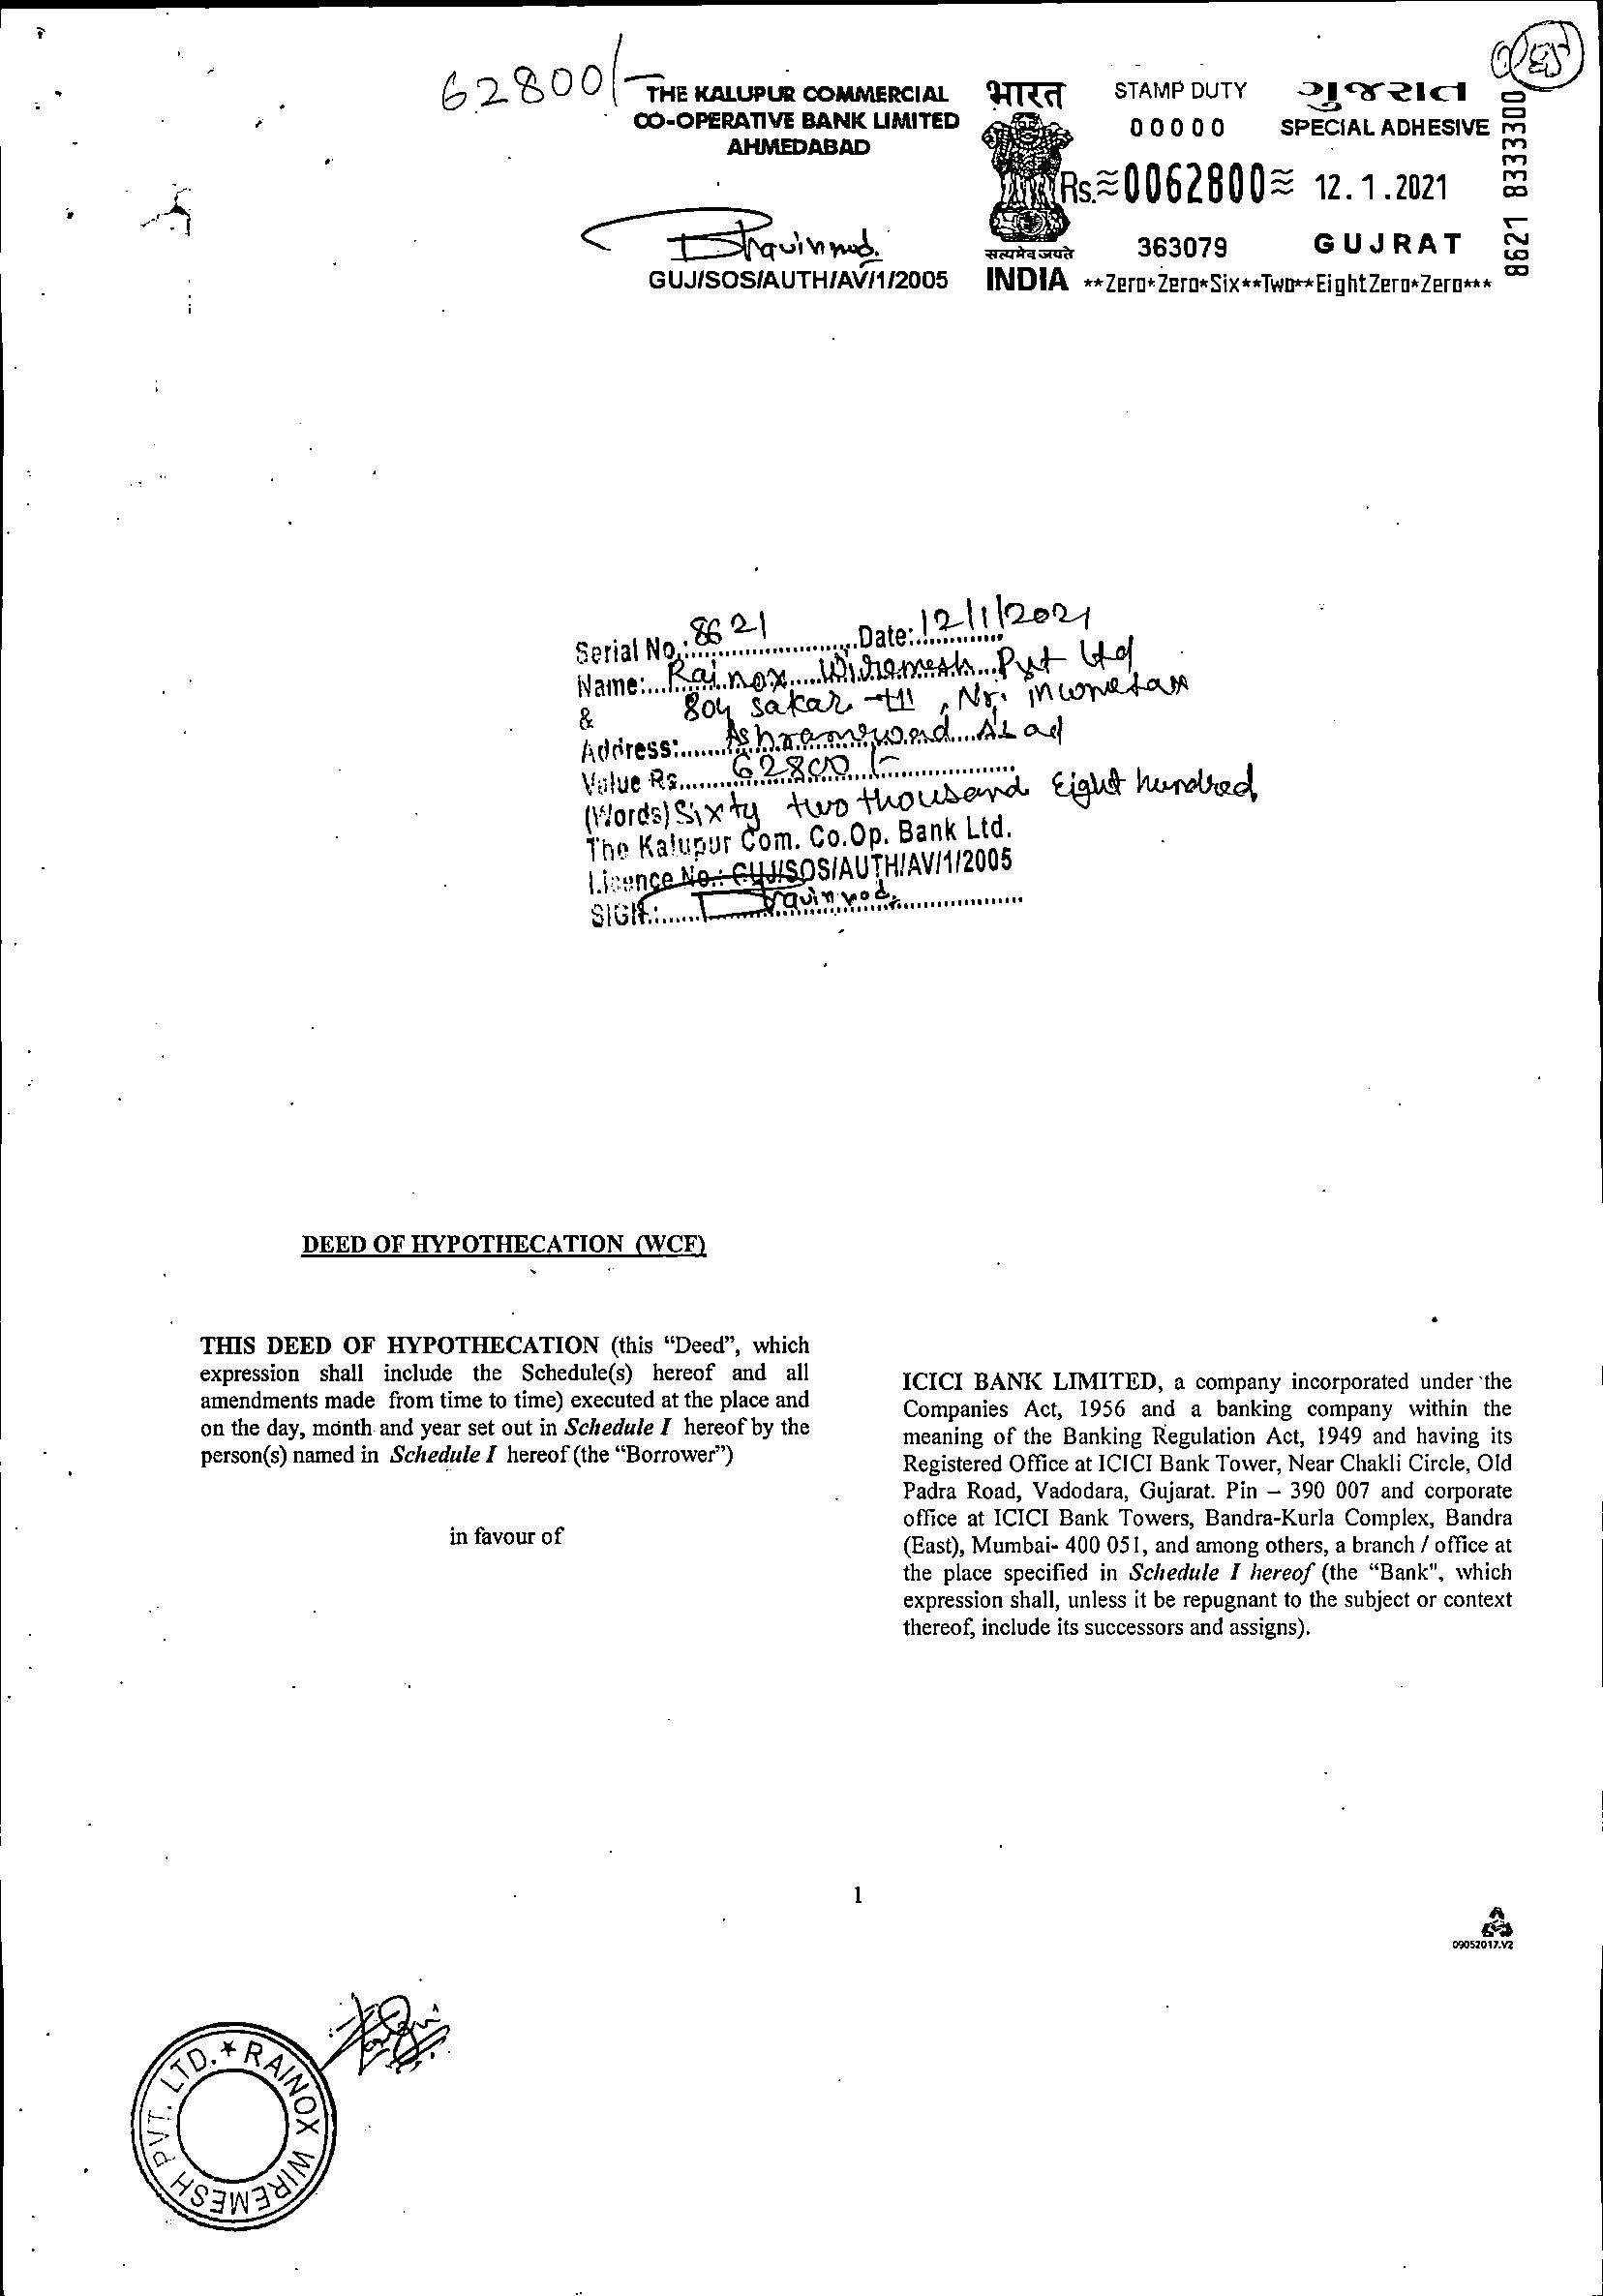 62800/-
THE KALUPUR COMMERCIAL
CO-OPERATIVE BANK LIMITED
AHMEDABAD
GUJ/SOS/AUTH/AV/1/2005
भारत
सत्यमेव जयते
INDIA
STAMP DUTY ગુજરાત
00000 SPECIAL ADHESIVE
Rs.≈0062800≈ 12.1.2021
363079 GUJRAT
**Zero*Zero*Six**Two**EightZero*Zero***
8621 833300
Serial No.: 8621 Date: 12/1/2021
Name: Rainox Wiremesh Pvt Ltd
& 804 Sakar -III, Nr. incometax
Address: Ashramroad A'bad
Value Rs. 62800/-
(Words) Sixty two thousand Eight hundred
The Kalupur Com. Co.Op. Bank Ltd.
Licence No.: GUJ/SOS/AUTH/AV/1/2005
SIGN.:
DEED OF HYPOTHECATION (WCF)
THIS DEED OF HYPOTHECATION (this “Deed”, which
expression shall include the Schedule(s) hereof and all
amendments made from time to time) executed at the place and
on the day, month and year set out in Schedule I hereof by the
person(s) named in Schedule I hereof (the “Borrower”)
in favour of
ICICI BANK LIMITED, a company incorporated under the
Companies Act, 1956 and a banking company within the
meaning of the Banking Regulation Act, 1949 and having its
Registered Office at ICICI Bank Tower, Near Chakli Circle, Old
Padra Road, Vadodara, Gujarat. Pin – 390 007 and corporate
office at ICICI Bank Towers, Bandra-Kurla Complex, Bandra
(East), Mumbai- 400 051, and among others, a branch / office at
the place specified in Schedule I hereof (the “Bank", which
expression shall, unless it be repugnant to the subject or context
thereof, include its successors and assigns).
1
09052017.V2
RAINOX WIREMESH PVT. LTD. *